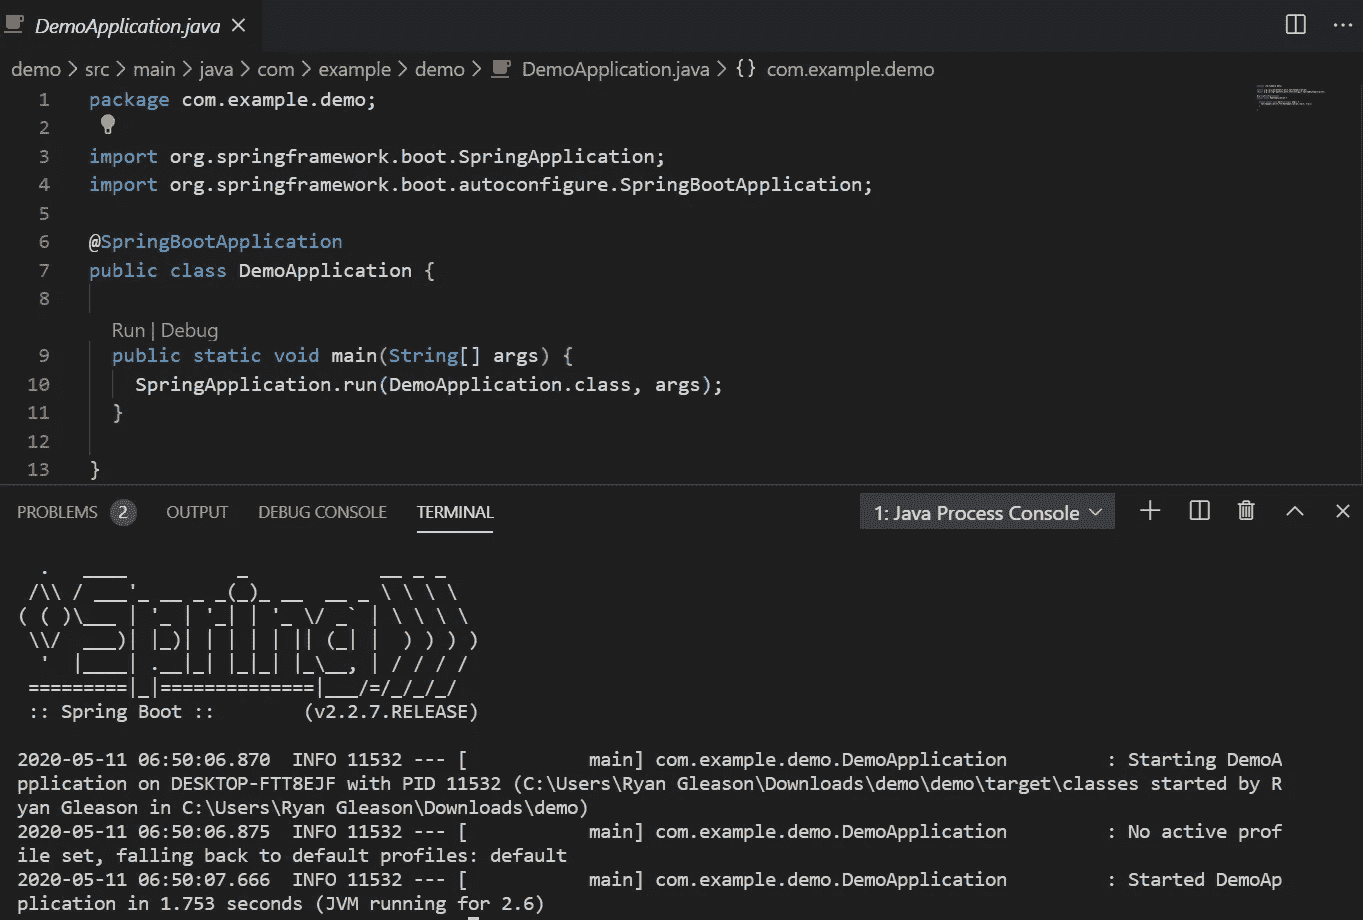 DemoApplication.java
demo > src > main > java > com > example > demo > DemoApplication.java > {} com.example.demo
1 package com.example.demo;
2
3 import org.springframework.boot.SpringApplication;
4 import org.springframework.boot.autoconfigure.SpringBootApplication;
5
6 @SpringBootApplication
7 public class DemoApplication {
8
Run | Debug
9 public static void main(String[] args) {
10 SpringApplication.run(DemoApplication.class, args);
11 }
12
13 }
PROBLEMS 2 OUTPUT DEBUG CONSOLE TERMINAL 1: Java Process Console
  .   ____          _            __ _ _
 /\\ / ___'_ __ _ _(_)_ __  __ _ \ \ \ \
( ( )\___ | '_ | '_| | '_ \/ _` | \ \ \ \
 \\/  ___)| |_)| | | | | || (_| |  ) ) ) )
  '  |____| .__|_| |_|_| |_\__, | / / / /
 =========|_|==============|___/=/_/_/_/
 :: Spring Boot ::        (v2.2.7.RELEASE)
2020-05-11 06:50:06.870  INFO 11532 --- [           main] com.example.demo.DemoApplication         : Starting DemoA
pplication on DESKTOP-FTT8EJF with PID 11532 (C:\Users\Ryan Gleason\Downloads\demo\demo\target\classes started by R
yan Gleason in C:\Users\Ryan Gleason\Downloads\demo)
2020-05-11 06:50:06.875  INFO 11532 --- [           main] com.example.demo.DemoApplication         : No active prof
ile set, falling back to default profiles: default
2020-05-11 06:50:07.666  INFO 11532 --- [           main] com.example.demo.DemoApplication         : Started DemoAp
plication in 1.753 seconds (JVM running for 2.6)